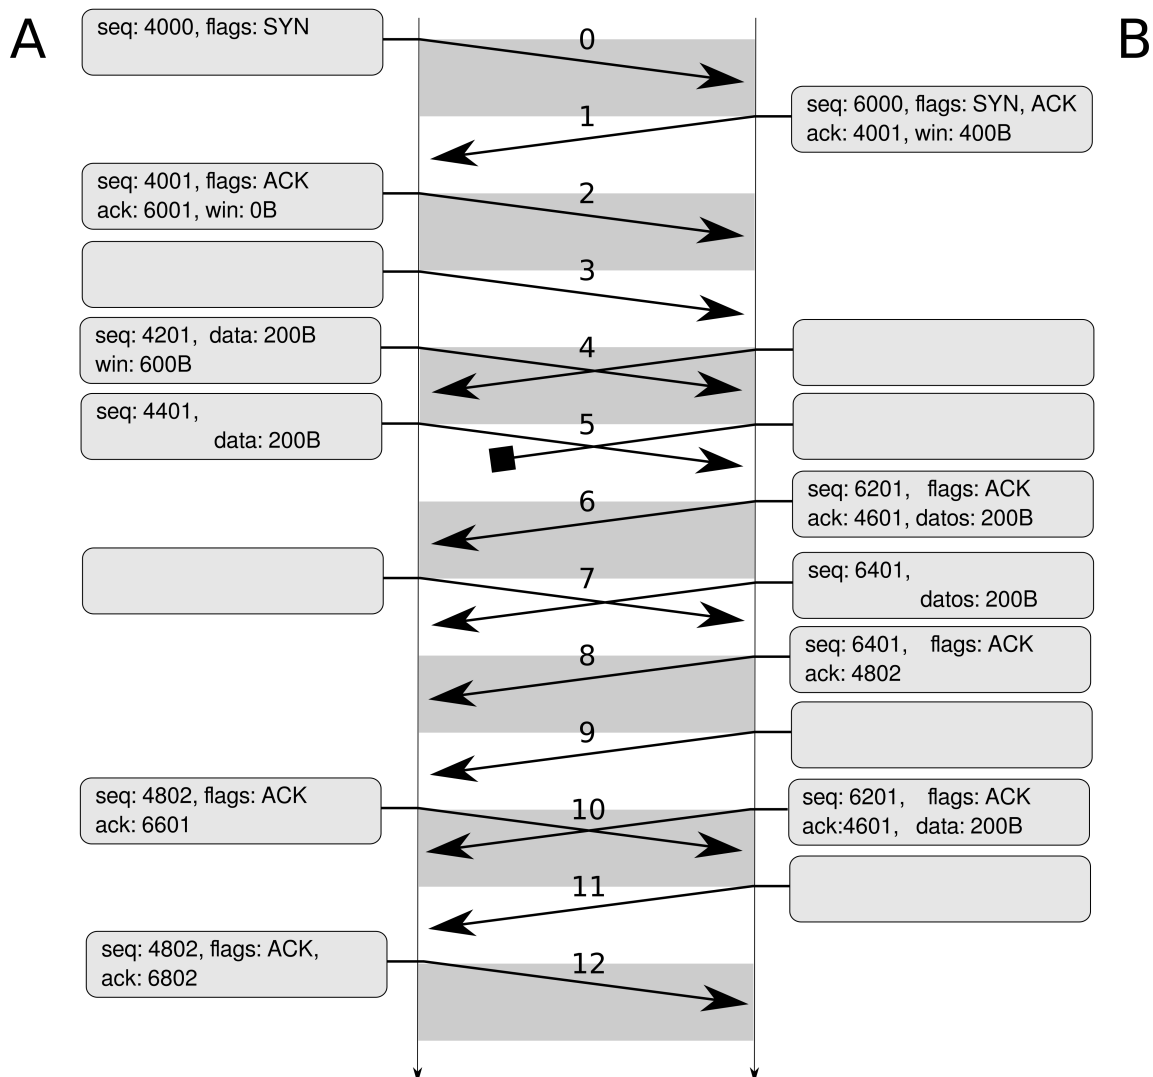 A
B
seq: 4000, flags: SYN
0
1
seq: 6000, flags: SYN, ACK
ack: 4001, win: 400B
seq: 4001, flags: ACK
ack: 6001, win: 0B
2
3
seq: 4201,  data: 200B
win: 600B
4
seq: 4401,
data: 200B
5
6
seq: 6201,   flags: ACK
ack: 4601, datos: 200B
7
seq: 6401,
datos: 200B
8
seq: 6401,    flags: ACK
ack: 4802
9
seq: 4802, flags: ACK
ack: 6601
10
seq: 6201,    flags: ACK
ack:4601,   data: 200B
11
seq: 4802, flags: ACK,
ack: 6802
12